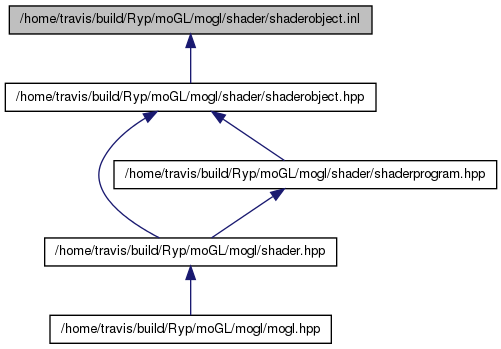 /home/travis/build/Ryp/moGL/mogl/shader/shaderobject.inl
/home/travis/build/Ryp/moGL/mogl/shader/shaderobject.hpp
/home/travis/build/Ryp/moGL/mogl/shader/shaderprogram.hpp
/home/travis/build/Ryp/moGL/mogl/shader.hpp
/home/travis/build/Ryp/moGL/mogl/mogl.hpp